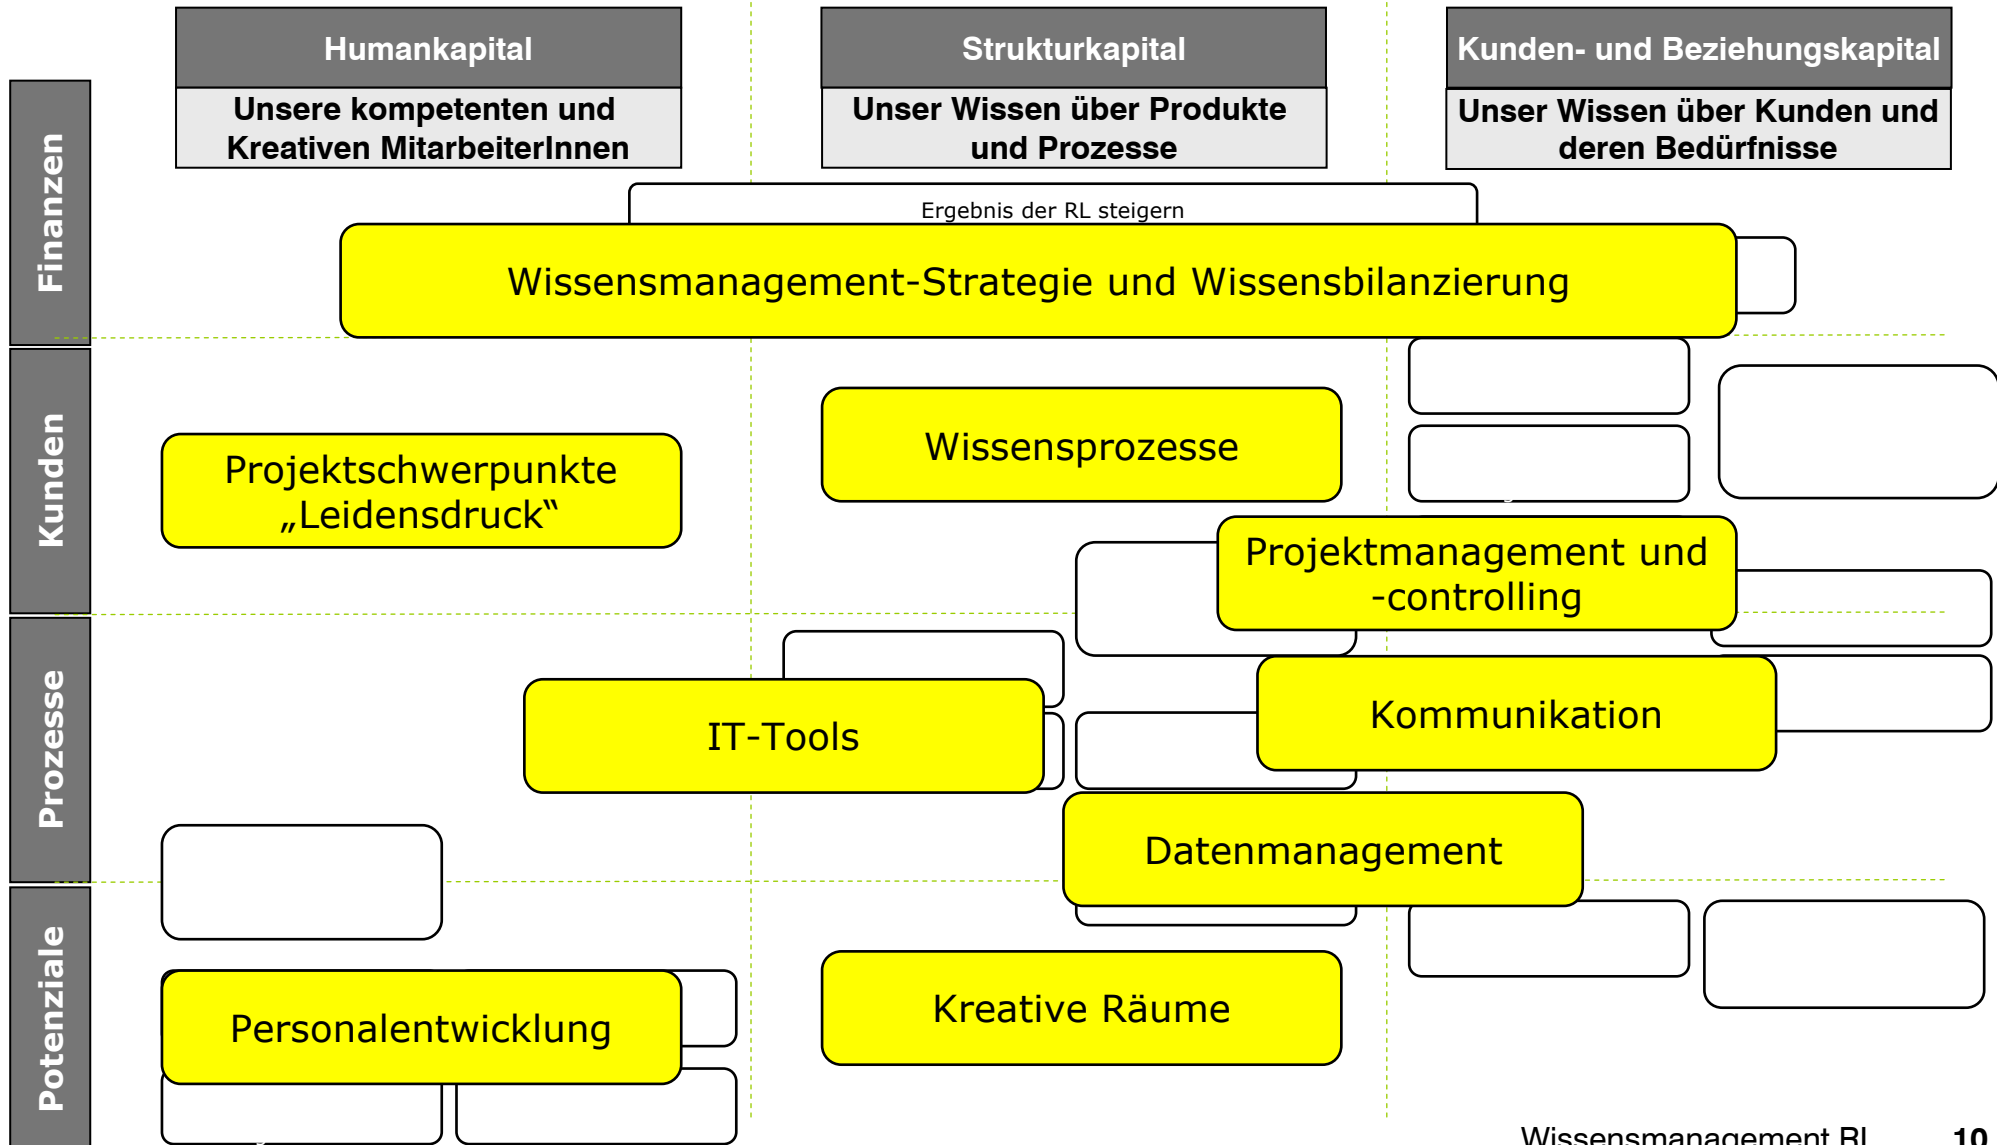 Humankapital
Unsere kompetenten und
Kreativen MitarbeiterInnen
Strukturkapital
Unser Wissen über Produkte
und Prozesse
Kunden- und Beziehungskapital
Unser Wissen über Kunden und
deren Bedürfnisse
Finanzen
Ergebnis der RL steigern
Wissensmanagement-Strategie und Wissensbilanzierung
Kunden
Projektschwerpunkte
„Leidensdruck“
Wissensprozesse
Projektmanagement und
-controlling
Prozesse
IT-Tools
Kommunikation
Datenmanagement
Potenziale
Personalentwicklung
Kreative Räume
Wissensmanagement RL 10